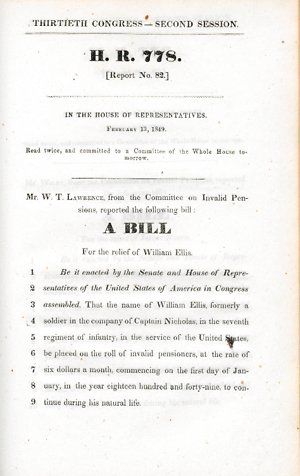 THIRTIETH CONGRESS—SECOND SESSION.
H. R. 778.
[Report No. 82.]
IN THE HOUSE OF REPRESENTATIVES.
February 13, 1849.
Read twice, and committed to a Committee of the Whole House to-
morrow.
Mr. W. T. Lawrence, from the Committee on Invalid Pen-
sions, reported the following bill:
A BILL
For the relief of William Ellis.
1 Be it enacted by the Senate and House of Repre-
2 sentatives of the United States of America in Congress
3 assembled, That the name of William Ellis, formerly a
4 soldier in the company of Captain Nicholas, in the seventh
5 regiment of infantry, in the service of the United States,
6 be placed on the roll of invalid pensioners, at the rate of
7 six dollars a month, commencing on the first day of Jan-
8 uary, in the year eighteen hundred and forty-nine, to con-
9 tinue during his natural life.